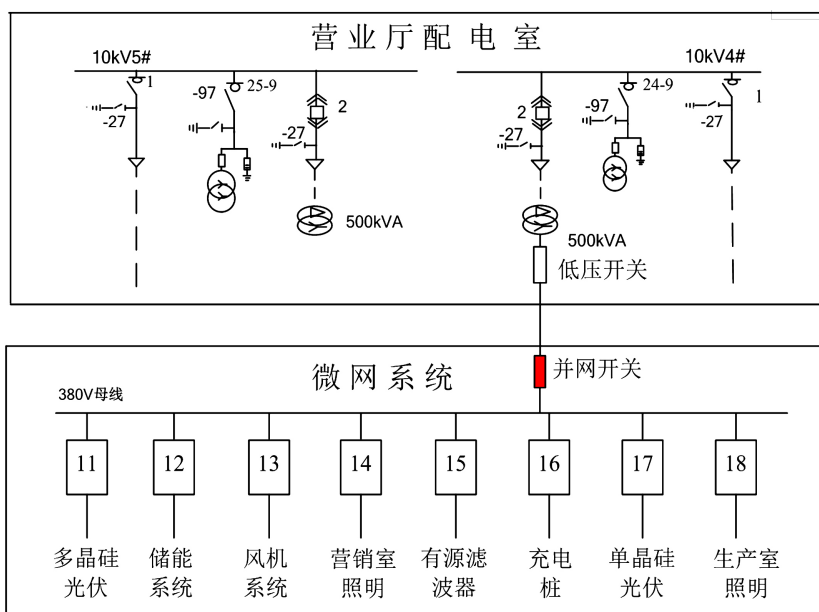 营业厅配电室
10kV5#
10kV4#
1
-27
-97
25-9
2
-27
500kVA
2
-27
500kVA
低压开关
-97
24-9
1
-27
微网系统
并网开关
380V母线
11
12
13
14
15
16
17
18
多晶硅
光伏
储能
系统
风机
系统
营销室
照明
有源滤
波器
充电
桩
单晶硅
光伏
生产室
照明